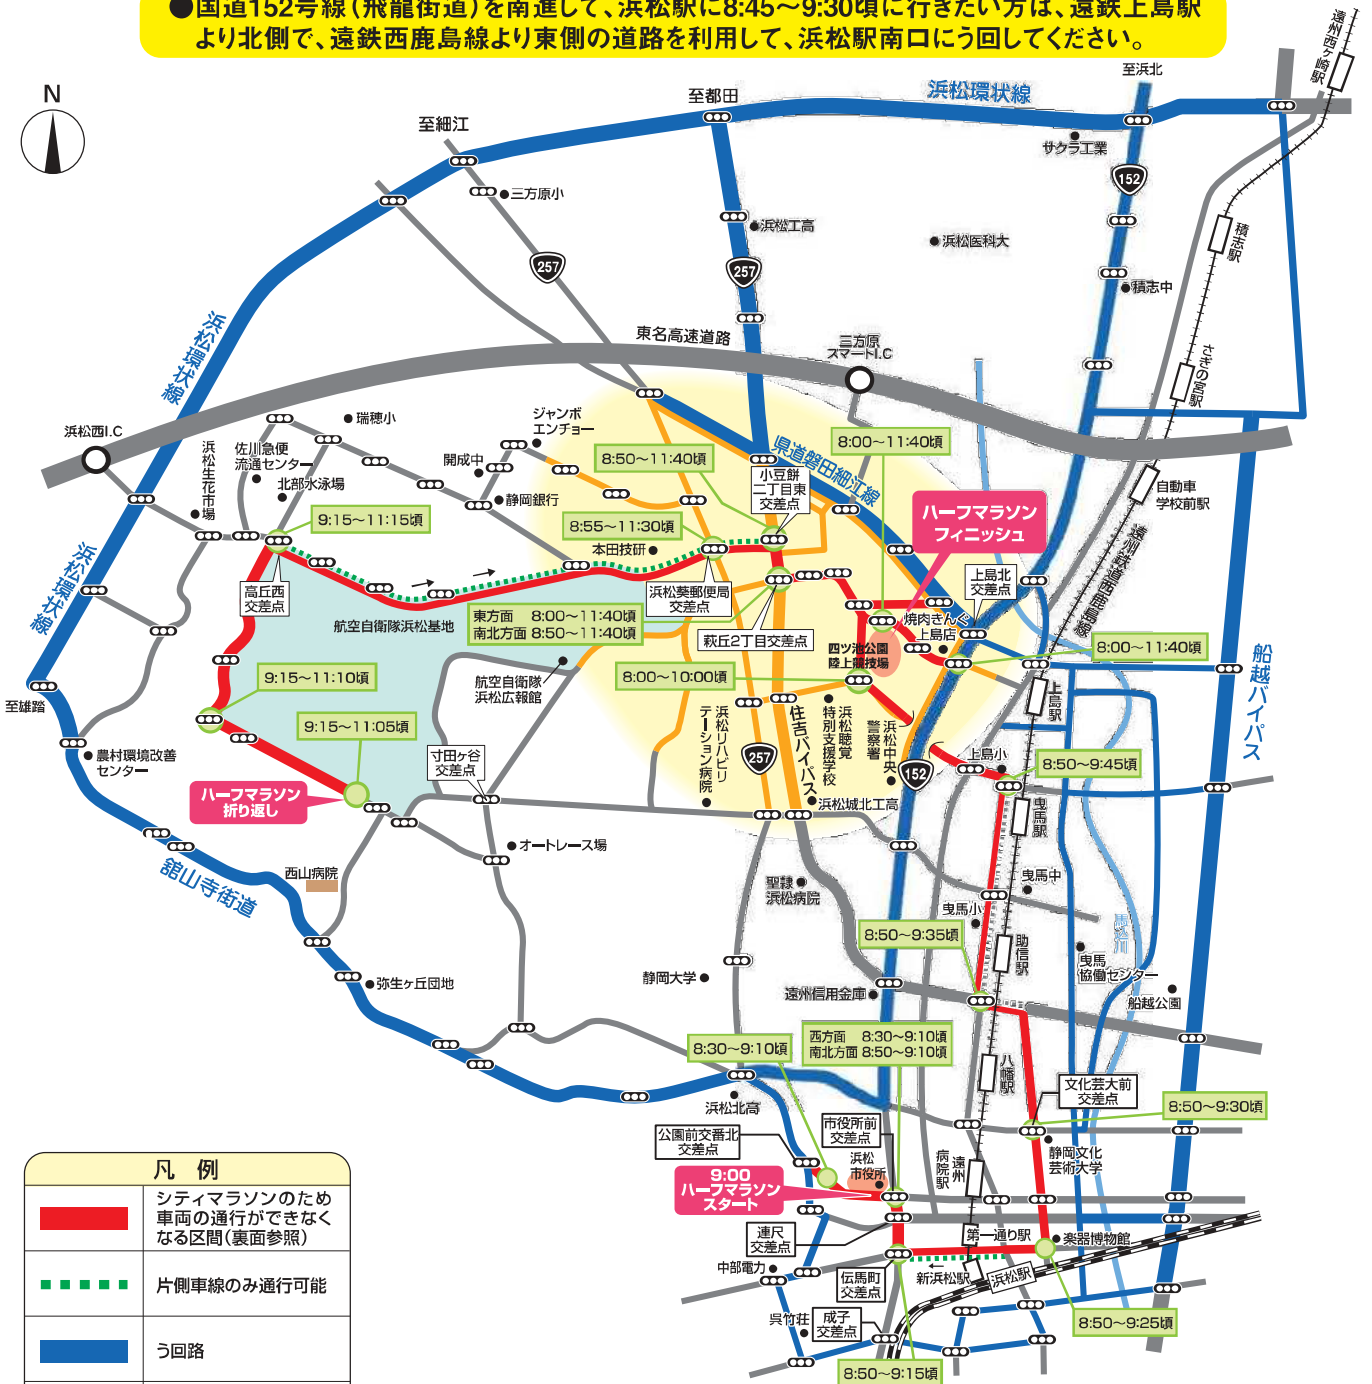 ●国道152号線(飛龍街道)を南進して、浜松駅に8:45〜9:30頃に行きたい方は、遠鉄上島駅
より北側で、遠鉄西鹿島線より東側の道路を利用して、浜松駅南口にう回してください。
N
至細江
至都田
浜松環状線
至浜北
遠州西ケ崎駅
サクラ工業
152
三方原小
浜松工高
浜松医科大
積志駅
257
257
積志中
浜松環状線
東名高速道路
三方原
スマートI.C
さぎの宮駅
浜松西I.C
瑞穂小
ジャンボ
エンチョー
8:00〜11:40頃
浜松生花市場
佐川急便
流通センター
北部水泳場
開成中
静岡銀行
8:50〜11:40頃
小豆餅
二丁目東
交差点
県道磐田細江線
自動車
学校前駅
9:15〜11:15頃
8:55〜11:30頃
本田技研
ハーフマラソン
フィニッシュ
遠州鉄道西鹿島線
浜松環状線
高丘西
交差点
浜松葵郵便局
交差点
上島北
交差点
航空自衛隊浜松基地
東方面 8:00〜11:40頃
南北方面 8:50〜11:40頃
萩丘2丁目交差点
焼肉きんぐ
上島店
四ツ池公園
陸上競技場
8:00〜11:40頃
船越バイパス
至雄踏
9:15〜11:10頃
航空自衛隊
浜松広報館
8:00〜10:00頃
上島駅
9:15〜11:05頃
農村環境改善
センター
寸田ヶ谷
交差点
浜松リハビリ
テーション病院
257
住吉バイパス
浜松聴覚
特別支援学校
浜松中央
警察署
152
上島小
8:50〜9:45頃
ハーフマラソン
折り返し
浜松城北工高
曳馬駅
オートレース場
舘山寺街道
西山病院
聖隷
浜松病院
曳馬中
曳馬小
8:50〜9:35頃
助信駅
馬込川
曳馬
協働センター
船越公園
弥生ヶ丘団地
静岡大学
遠州信用金庫
8:30〜9:10頃
西方面 8:30〜9:10頃
南北方面 8:50〜9:10頃
八幡駅
文化芸大前
交差点
8:50〜9:30頃
浜松北高
公園前交番北
交差点
市役所前
交差点
浜松
市役所
遠州
病院駅
静岡文化
芸術大学
9:00
ハーフマラソン
スタート
連尺
交差点
第一通り駅
楽器博物館
中部電力
伝馬町
交差点
←
新浜松駅
浜松駅
呉竹荘
成子
交差点
8:50〜9:25頃
8:50〜9:15頃
凡 例
シティマラソンのため
車両の通行ができなく
なる区間(裏面参照)
片側車線のみ通行可能
う回路